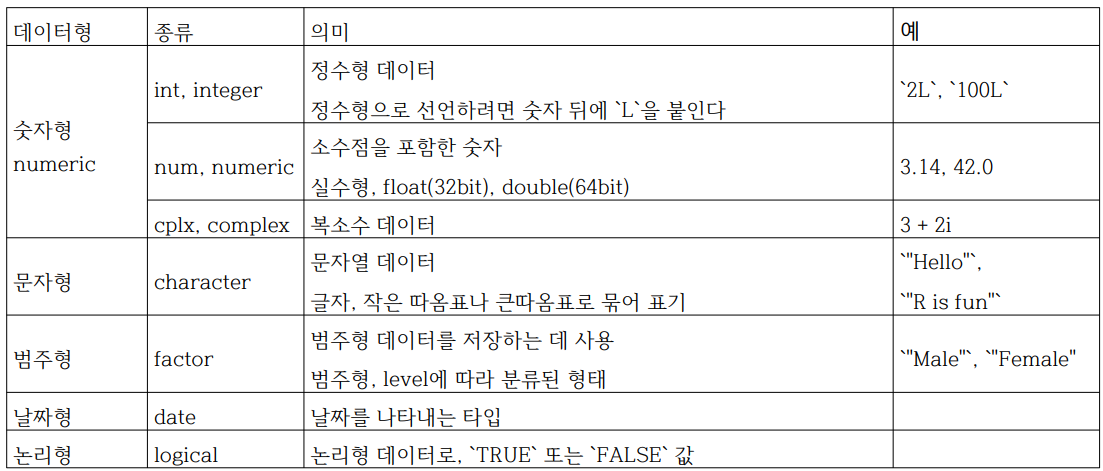 데이터형 종류 의미 예
숫자형
numeric
int, integer
정수형 데이터
정수형으로 선언하려면 숫자 뒤에 `L`을 붙인다
`2L`, `100L`
num, numeric
소수점을 포함한 숫자
실수형, float(32bit), double(64bit)
3.14, 42.0
cplx, complex 복소수 데이터 3 + 2i
문자형
character
문자열 데이터
글자, 작은 따옴표나 큰따옴표로 묶어 표기
`"Hello"`,
`"R is fun"`
범주형
factor
범주형 데이터를 저장하는 데 사용
범주형, level에 따라 분류된 형태
`"Male"`, `"Female"
날짜형 date 날짜를 나타내는 타입
논리형 logical 논리형 데이터로, `TRUE` 또는 `FALSE` 값